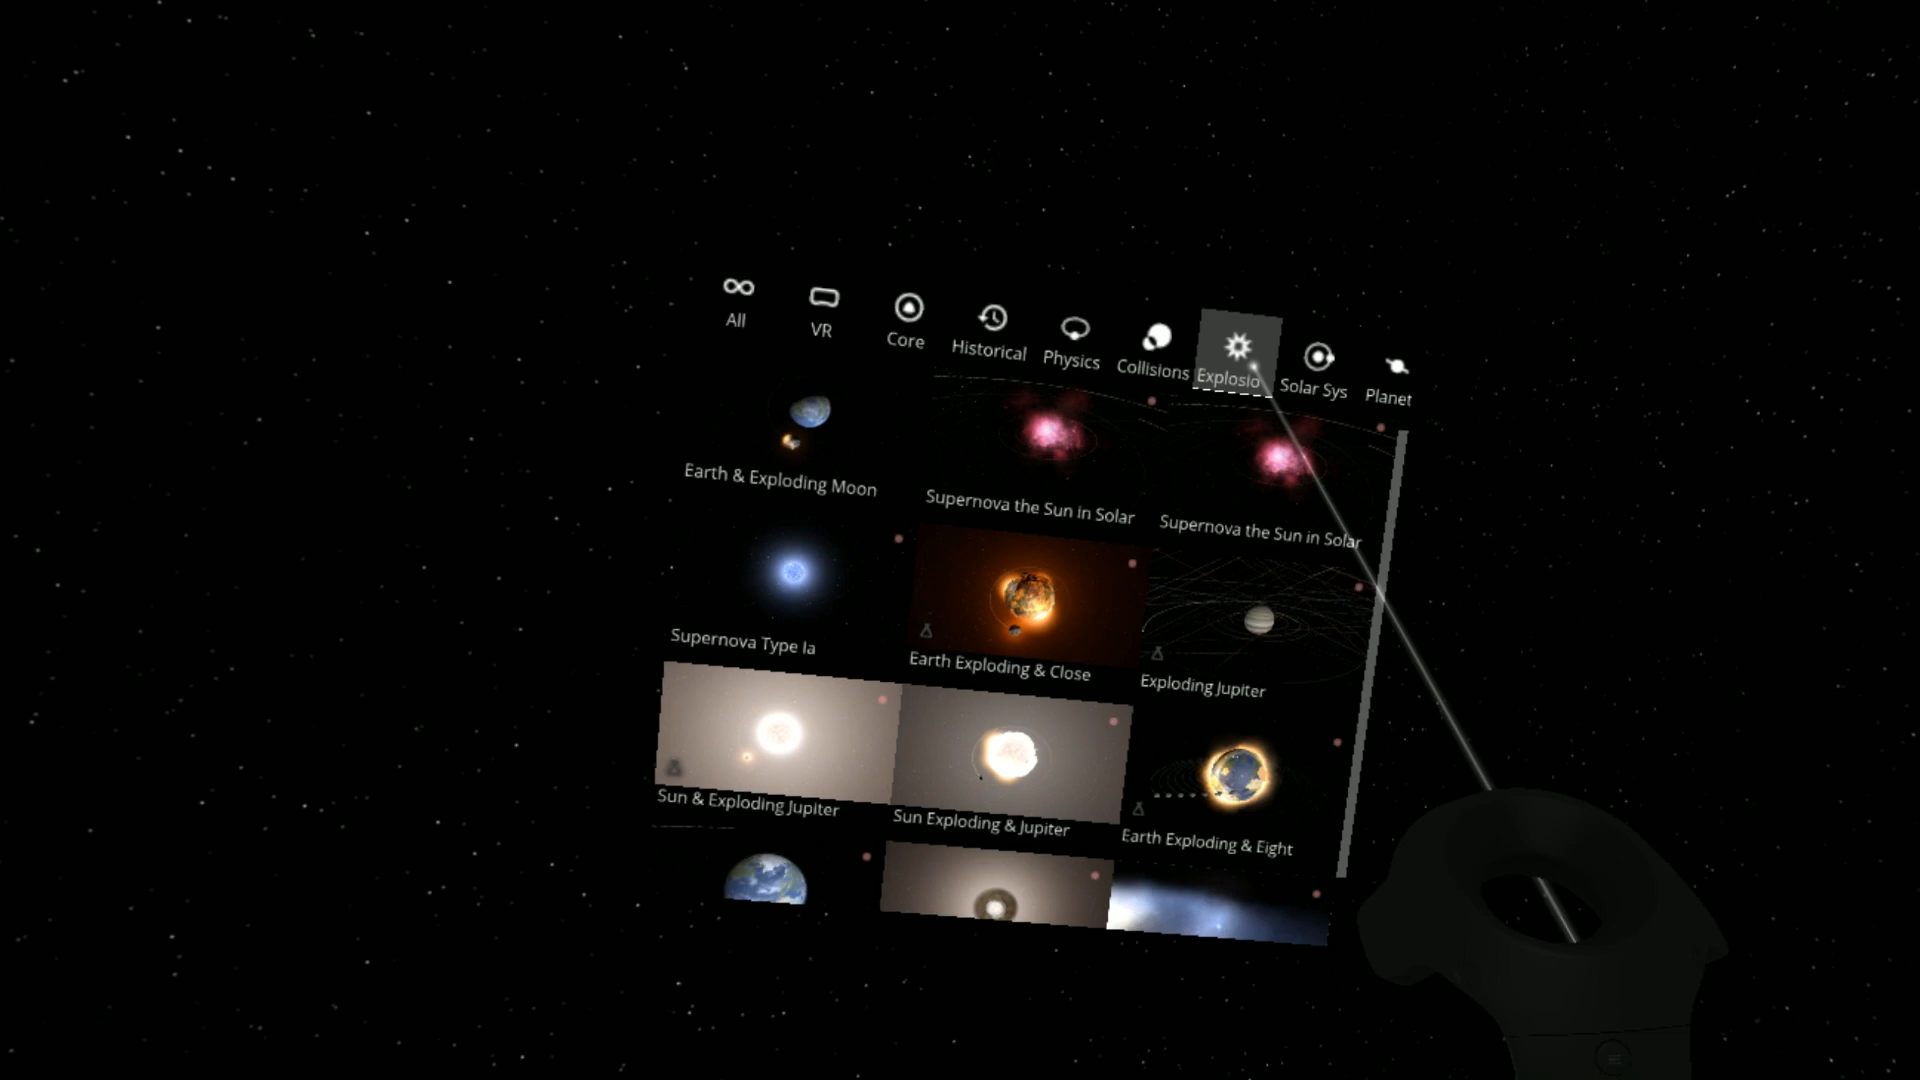 All
VR
Core
Historical
Physics
Collisions
Explosio
Solar Sys
Planet
Earth & Exploding Moon
Supernova the Sun in Solar
Supernova the Sun in Solar
Supernova Type Ia
Earth Exploding & Close
Exploding Jupiter
Sun & Exploding Jupiter
Sun Exploding & Jupiter
Earth Exploding & Eight